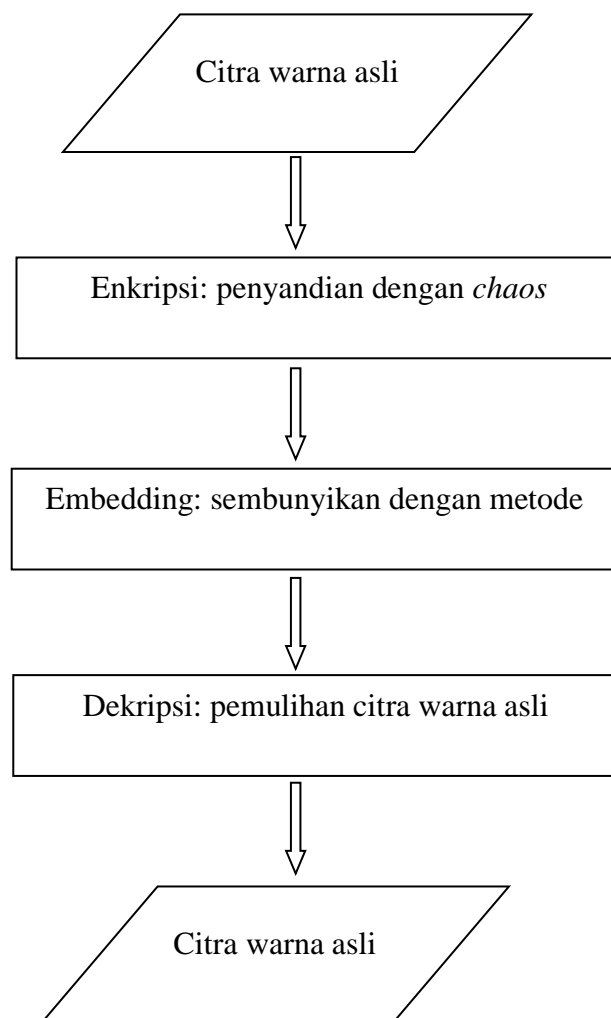 Citra warna asli
Enkripsi: penyandian dengan chaos
Embedding: sembunyikan dengan metode
Dekripsi: pemulihan citra warna asli
Citra warna asli